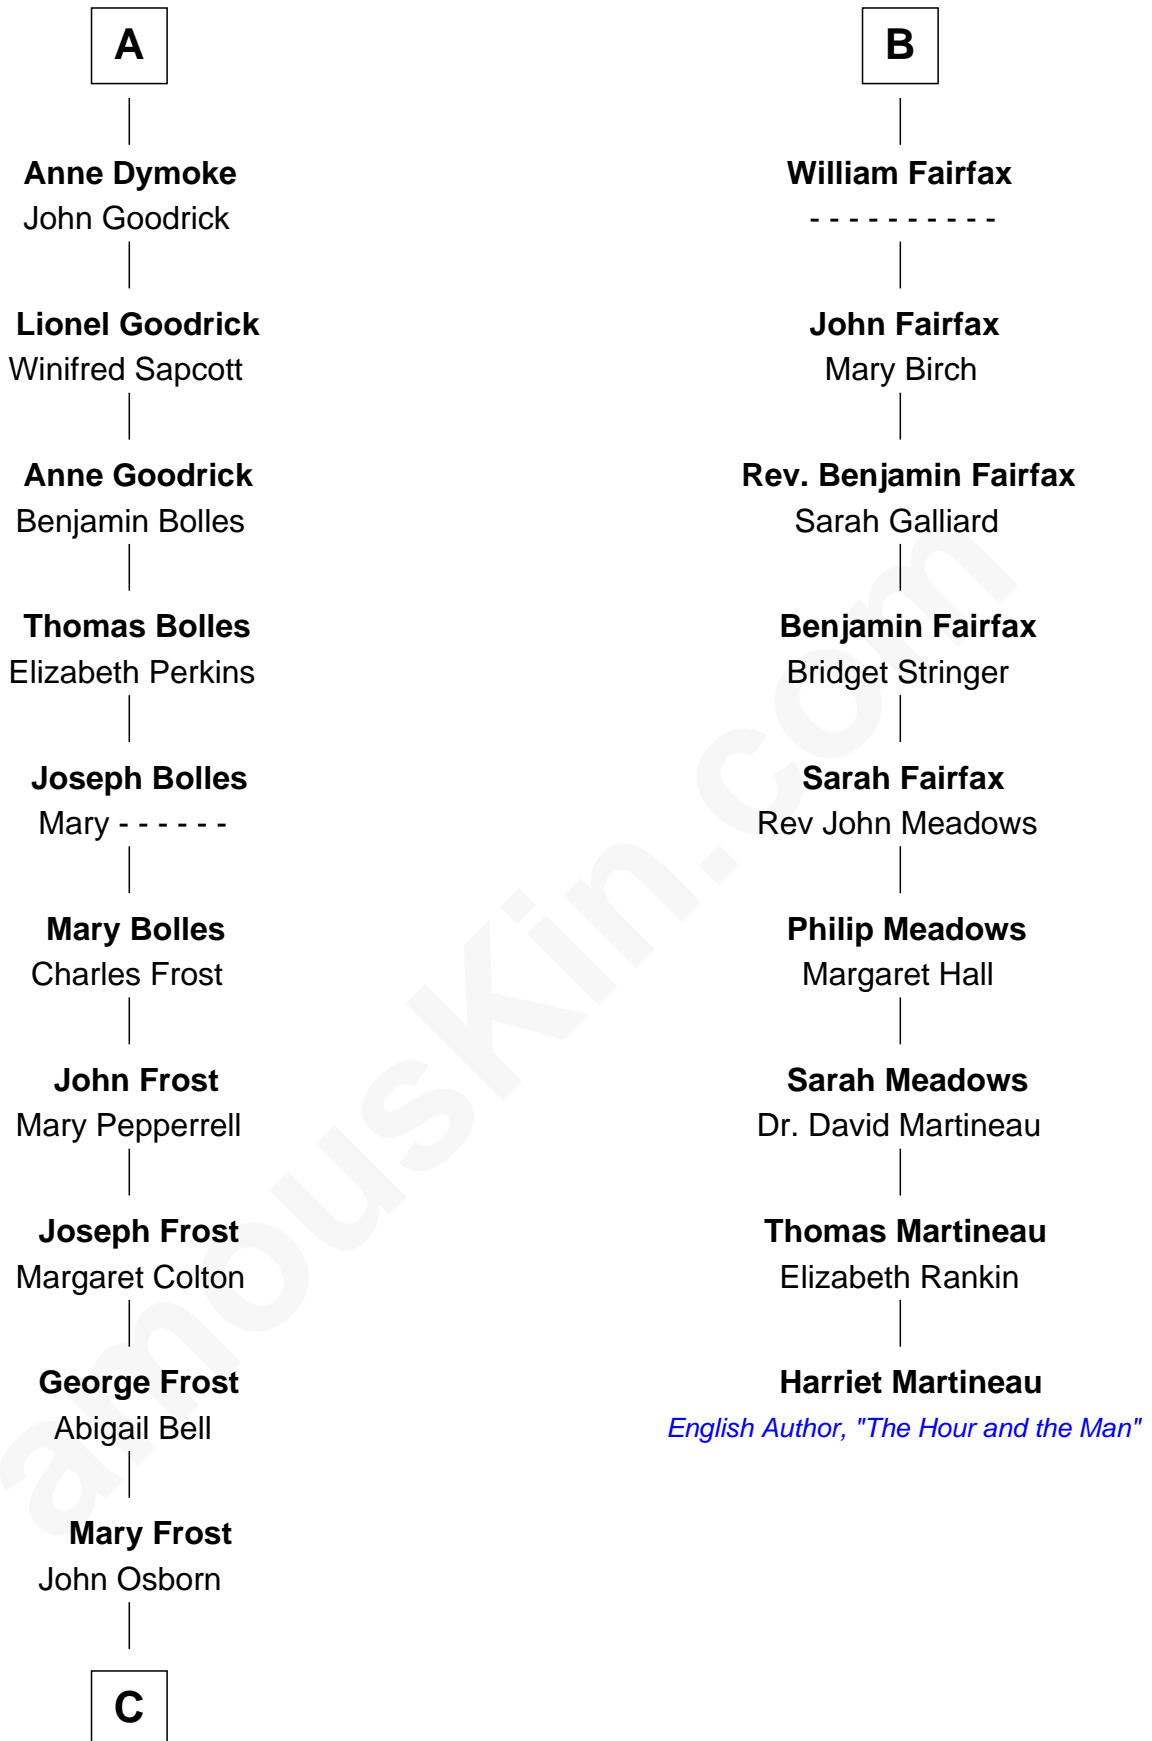 A
Anne Dymoke
John Goodrick
Lionel Goodrick
Winifred Sapcott
Anne Goodrick
Benjamin Bolles
Thomas Bolles
Elizabeth Perkins
Joseph Bolles
Mary - - - - - -
Mary Bolles
Charles Frost
John Frost
Mary Pepperrell
Joseph Frost
Margaret Colton
George Frost
Abigail Bell
Mary Frost
John Osborn
C
B
William Fairfax
- - - - - - - - - -
John Fairfax
Mary Birch
Rev. Benjamin Fairfax
Sarah Galliard
Benjamin Fairfax
Bridget Stringer
Sarah Fairfax
Rev John Meadows
Philip Meadows
Margaret Hall
Sarah Meadows
Dr. David Martineau
Thomas Martineau
Elizabeth Rankin
Harriet Martineau
English Author, "The Hour and the Man"
amousKin.com